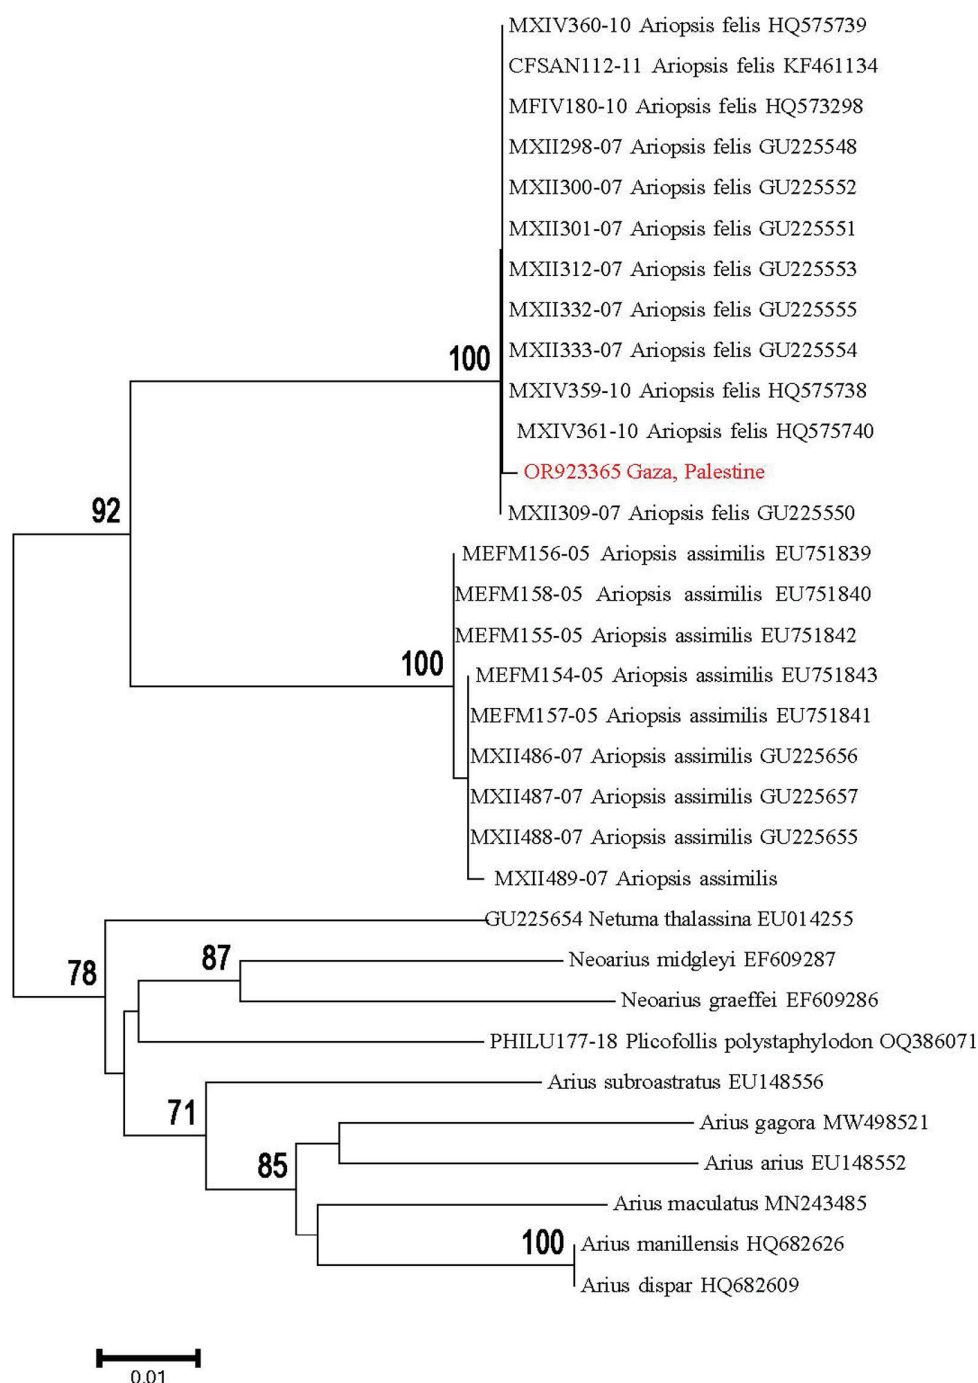 MXIV360-10 Ariopsis felis HQ575739
CFSAN112-11 Ariopsis felis KF461134
MFIV180-10 Ariopsis felis HQ573298
MXII298-07 Ariopsis felis GU225548
MXII300-07 Ariopsis felis GU225552
MXII301-07 Ariopsis felis GU225551
MXII312-07 Ariopsis felis GU225553
MXII332-07 Ariopsis felis GU225555
MXII333-07 Ariopsis felis GU225554
100
MXIV359-10 Ariopsis felis HQ575738
MXIV361-10 Ariopsis felis HQ575740
OR923365 Gaza, Palestine
MXII309-07 Ariopsis felis GU225550
92
MEFM156-05 Ariopsis assimilis EU751839
MEFM158-05 Ariopsis assimilis EU751840
MEFM155-05 Ariopsis assimilis EU751842
100
MEFM154-05 Ariopsis assimilis EU751843
MEFM157-05 Ariopsis assimilis EU751841
MXII486-07 Ariopsis assimilis GU225656
MXII487-07 Ariopsis assimilis GU225657
MXII488-07 Ariopsis assimilis GU225655
MXII489-07 Ariopsis assimilis
GU225654 Netuma thalassina EU014255
78
87
Neoarius midgleyi EF609287
Neoarius graeffei EF609286
PHILU177-18 Plicofollis polystaphylodon OQ386071
Arius subroastratus EU148556
71
Arius gagora MW498521
85
Arius arius EU148552
Arius maculatus MN243485
100
Arius manillensis HQ682626
Arius dispar HQ682609
0.01